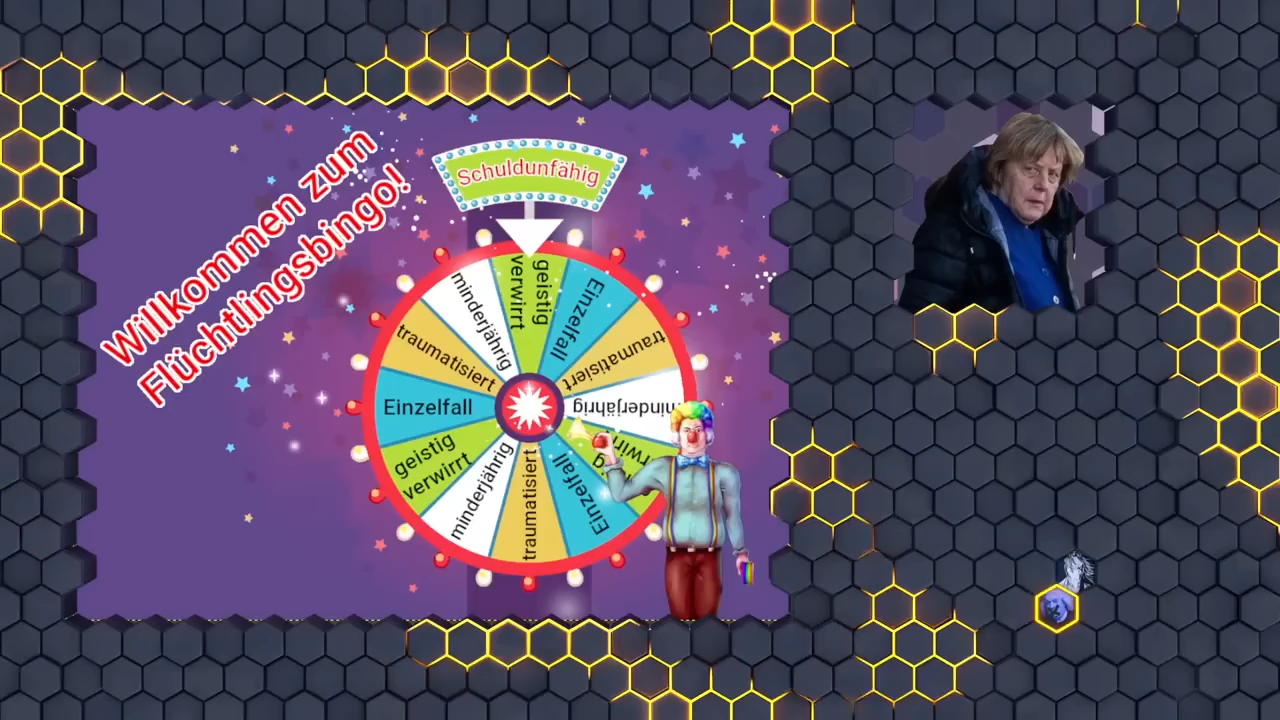 Willkommen zum
Flüchtlingsbingo!
Schuldunfähig
geistig
verwirrt
Einzelfall
traumatisiert
minderjährig
Einzelfall
traumatisiert
minderjährig
geistig
verwirrt
Einzelfall
traumatisiert
minderjährig